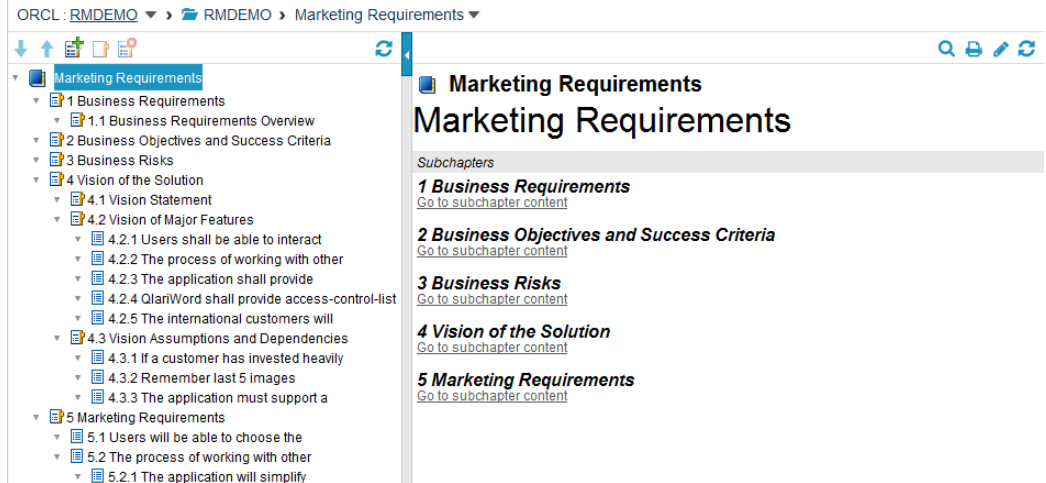 ORCL : RMDEMO RMDEMO Marketing Requirements
Marketing Requirements
1 Business Requirements
1.1 Business Requirements Overview
2 Business Objectives and Success Criteria
3 Business Risks
4 Vision of the Solution
4.1 Vision Statement
4.2 Vision of Major Features
4.2.1 Users shall be able to interact
4.2.2 The process of working with other
4.2.3 The application shall provide
4.2.4 QlariWord shall provide access-control-list
4.2.5 The international customers will
4.3 Vision Assumptions and Dependencies
4.3.1 If a customer has invested heavily
4.3.2 Remember last 5 images
4.3.3 The application must support a
5 Marketing Requirements
5.1 Users will be able to choose the
5.2 The process of working with other
5.2.1 The application will simplify
Marketing Requirements
Marketing Requirements
Subchapters
1 Business Requirements
Go to subchapter content
2 Business Objectives and Success Criteria
Go to subchapter content
3 Business Risks
Go to subchapter content
4 Vision of the Solution
Go to subchapter content
5 Marketing Requirements
Go to subchapter content